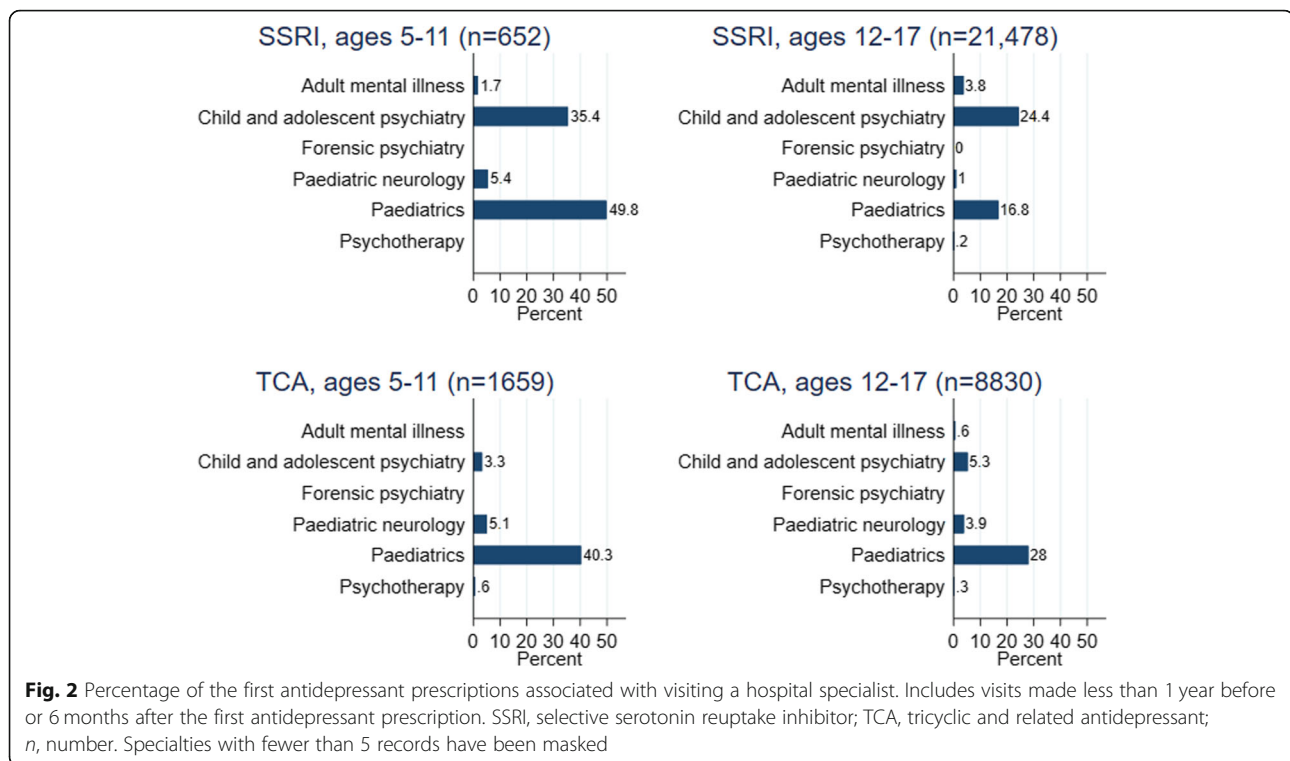 SSRI, ages 5-11 (n=652)
Adult mental illness 1.7
Child and adolescent psychiatry 35.4
Forensic psychiatry
Paediatric neurology 5.4
Paediatrics 49.8
Psychotherapy
0 10 20 30 40 50
Percent
SSRI, ages 12-17 (n=21,478)
Adult mental illness 3.8
Child and adolescent psychiatry 24.4
Forensic psychiatry 0
Paediatric neurology 1
Paediatrics 16.8
Psychotherapy .2
0 10 20 30 40 50
Percent
TCA, ages 5-11 (n=1659)
Adult mental illness
Child and adolescent psychiatry 3.3
Forensic psychiatry
Paediatric neurology 5.1
Paediatrics 40.3
Psychotherapy .6
0 10 20 30 40 50
Percent
TCA, ages 12-17 (n=8830)
Adult mental illness .6
Child and adolescent psychiatry 5.3
Forensic psychiatry
Paediatric neurology 3.9
Paediatrics 28
Psychotherapy .3
0 10 20 30 40 50
Percent
Fig. 2 Percentage of the first antidepressant prescriptions associated with visiting a hospital specialist. Includes visits made less than 1 year before
or 6 months after the first antidepressant prescription. SSRI, selective serotonin reuptake inhibitor; TCA, tricyclic and related antidepressant;
n, number. Specialties with fewer than 5 records have been masked